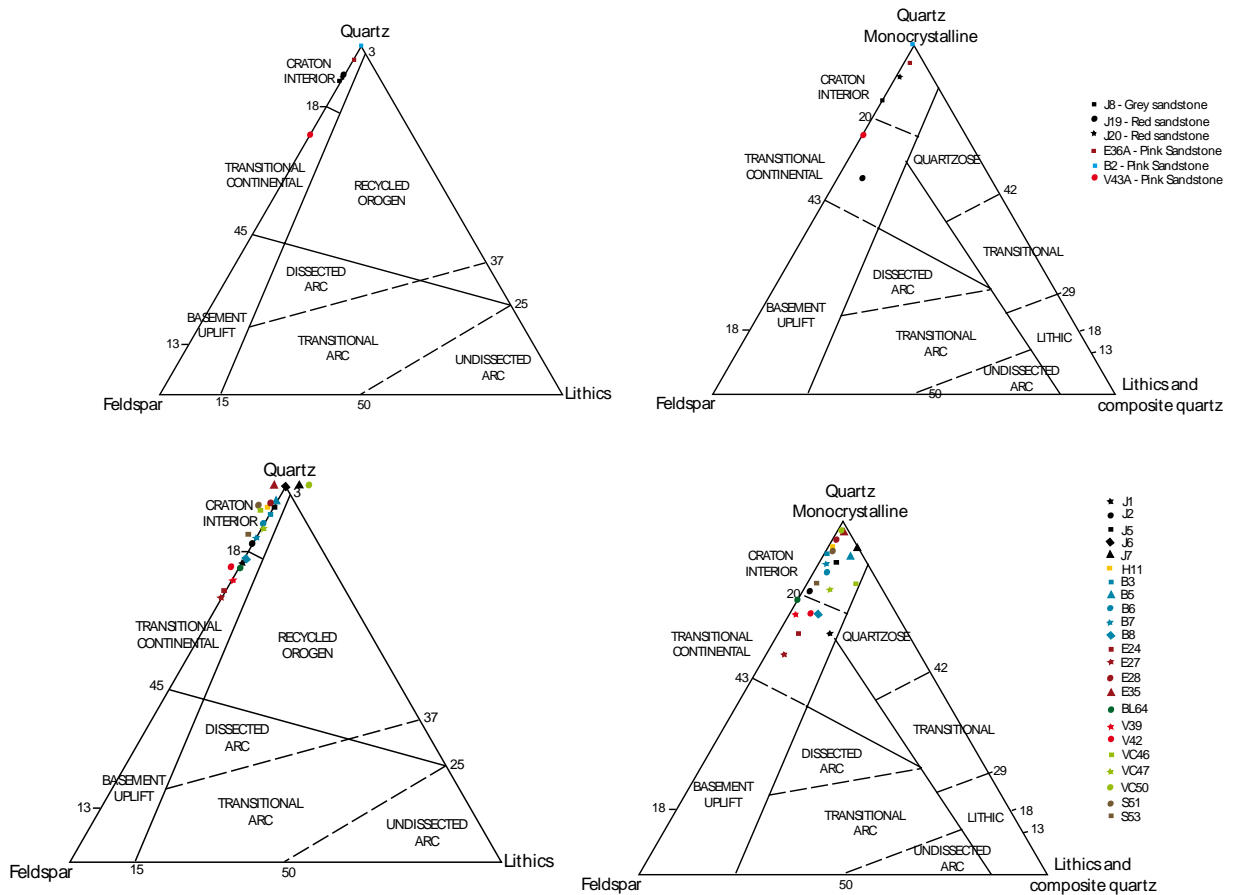 Quartz
3
CRATON
INTERIOR
18
TRANSITIONAL
CONTINENTAL
RECYCLED
OROGEN
45
37
DISSECTED
ARC
25
BASEMENT
UPLIFT
13
TRANSITIONAL
ARC
UNDISSECTED
ARC
Feldspar
15
50
Lithics
Quartz
Monocrystalline
CRATON
INTERIOR
20
TRANSITIONAL
CONTINENTAL
QUARTZOSE
43
42
TRANSITIONAL
DISSECTED
ARC
29
BASEMENT
UPLIFT
18
TRANSITIONAL
ARC
LITHIC
18
13
UNDISSECTED
ARC
Feldspar
50
Lithics and
composite quartz
J8 - Grey sandstone
J19 - Red sandstone
J20 - Red sandstone
E36A - Pink Sandstone
B2 - Pink Sandstone
V43A - Pink Sandstone
Quartz
3
CRATON
INTERIOR
18
TRANSITIONAL
CONTINENTAL
RECYCLED
OROGEN
45
37
DISSECTED
ARC
25
BASEMENT
UPLIFT
13
TRANSITIONAL
ARC
UNDISSECTED
ARC
Feldspar
15
50
Lithics
Quartz
Monocrystalline
CRATON
INTERIOR
20
TRANSITIONAL
CONTINENTAL
QUARTZOSE
43
42
TRANSITIONAL
DISSECTED
ARC
29
BASEMENT
UPLIFT
18
TRANSITIONAL
ARC
LITHIC
18
13
UNDISSECTED
ARC
Feldspar
50
Lithics and
composite quartz
J1
J2
J5
J6
J7
H11
B3
B5
B6
B7
B8
E24
E27
E28
E35
BL64
V39
V42
VC46
VC47
VC50
S51
S53